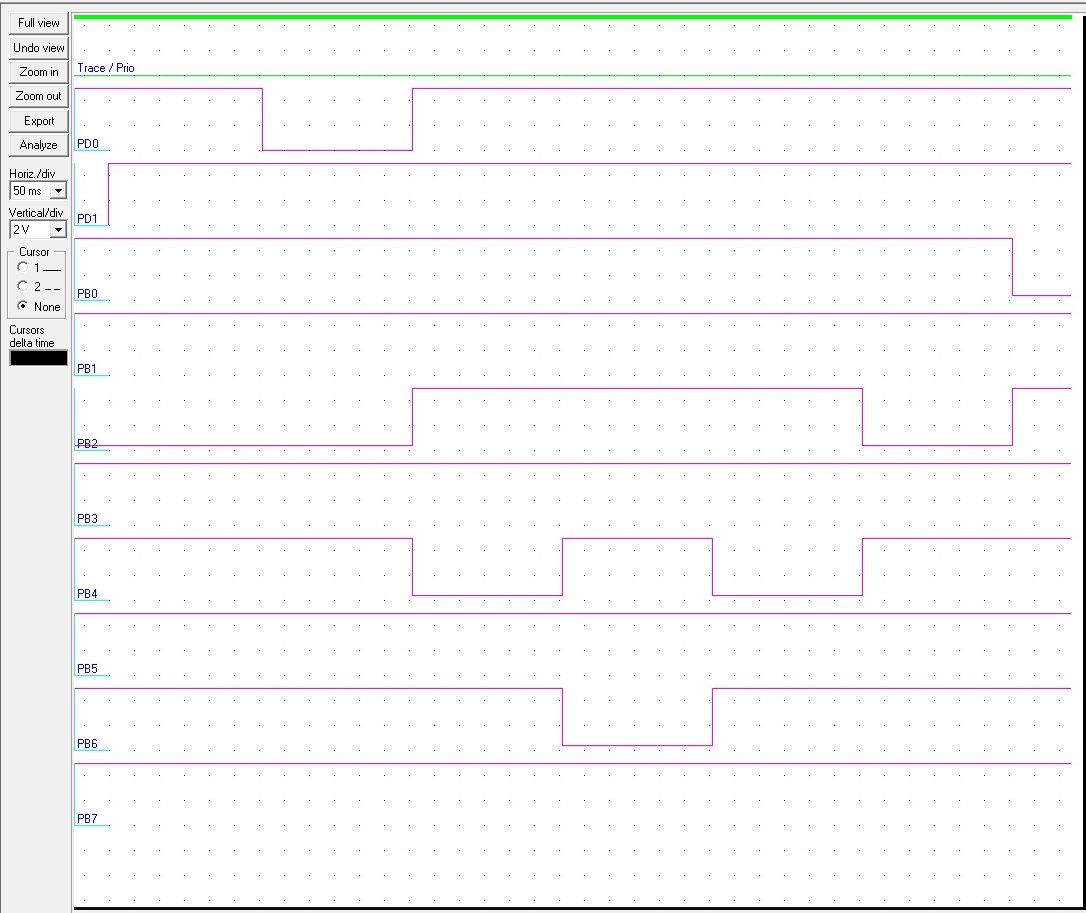 Full view
Undo view
Zoom in
Zoom out
Export
Analyze
Horiz./div
50 ms
Vertical/div
2 V
Cursor
1 ___
2 _ _
None
Cursors
delta time
Trace / Prio
PD0
PD1
PB0
PB1
PB2
PB3
PB4
PB5
PB6
PB7